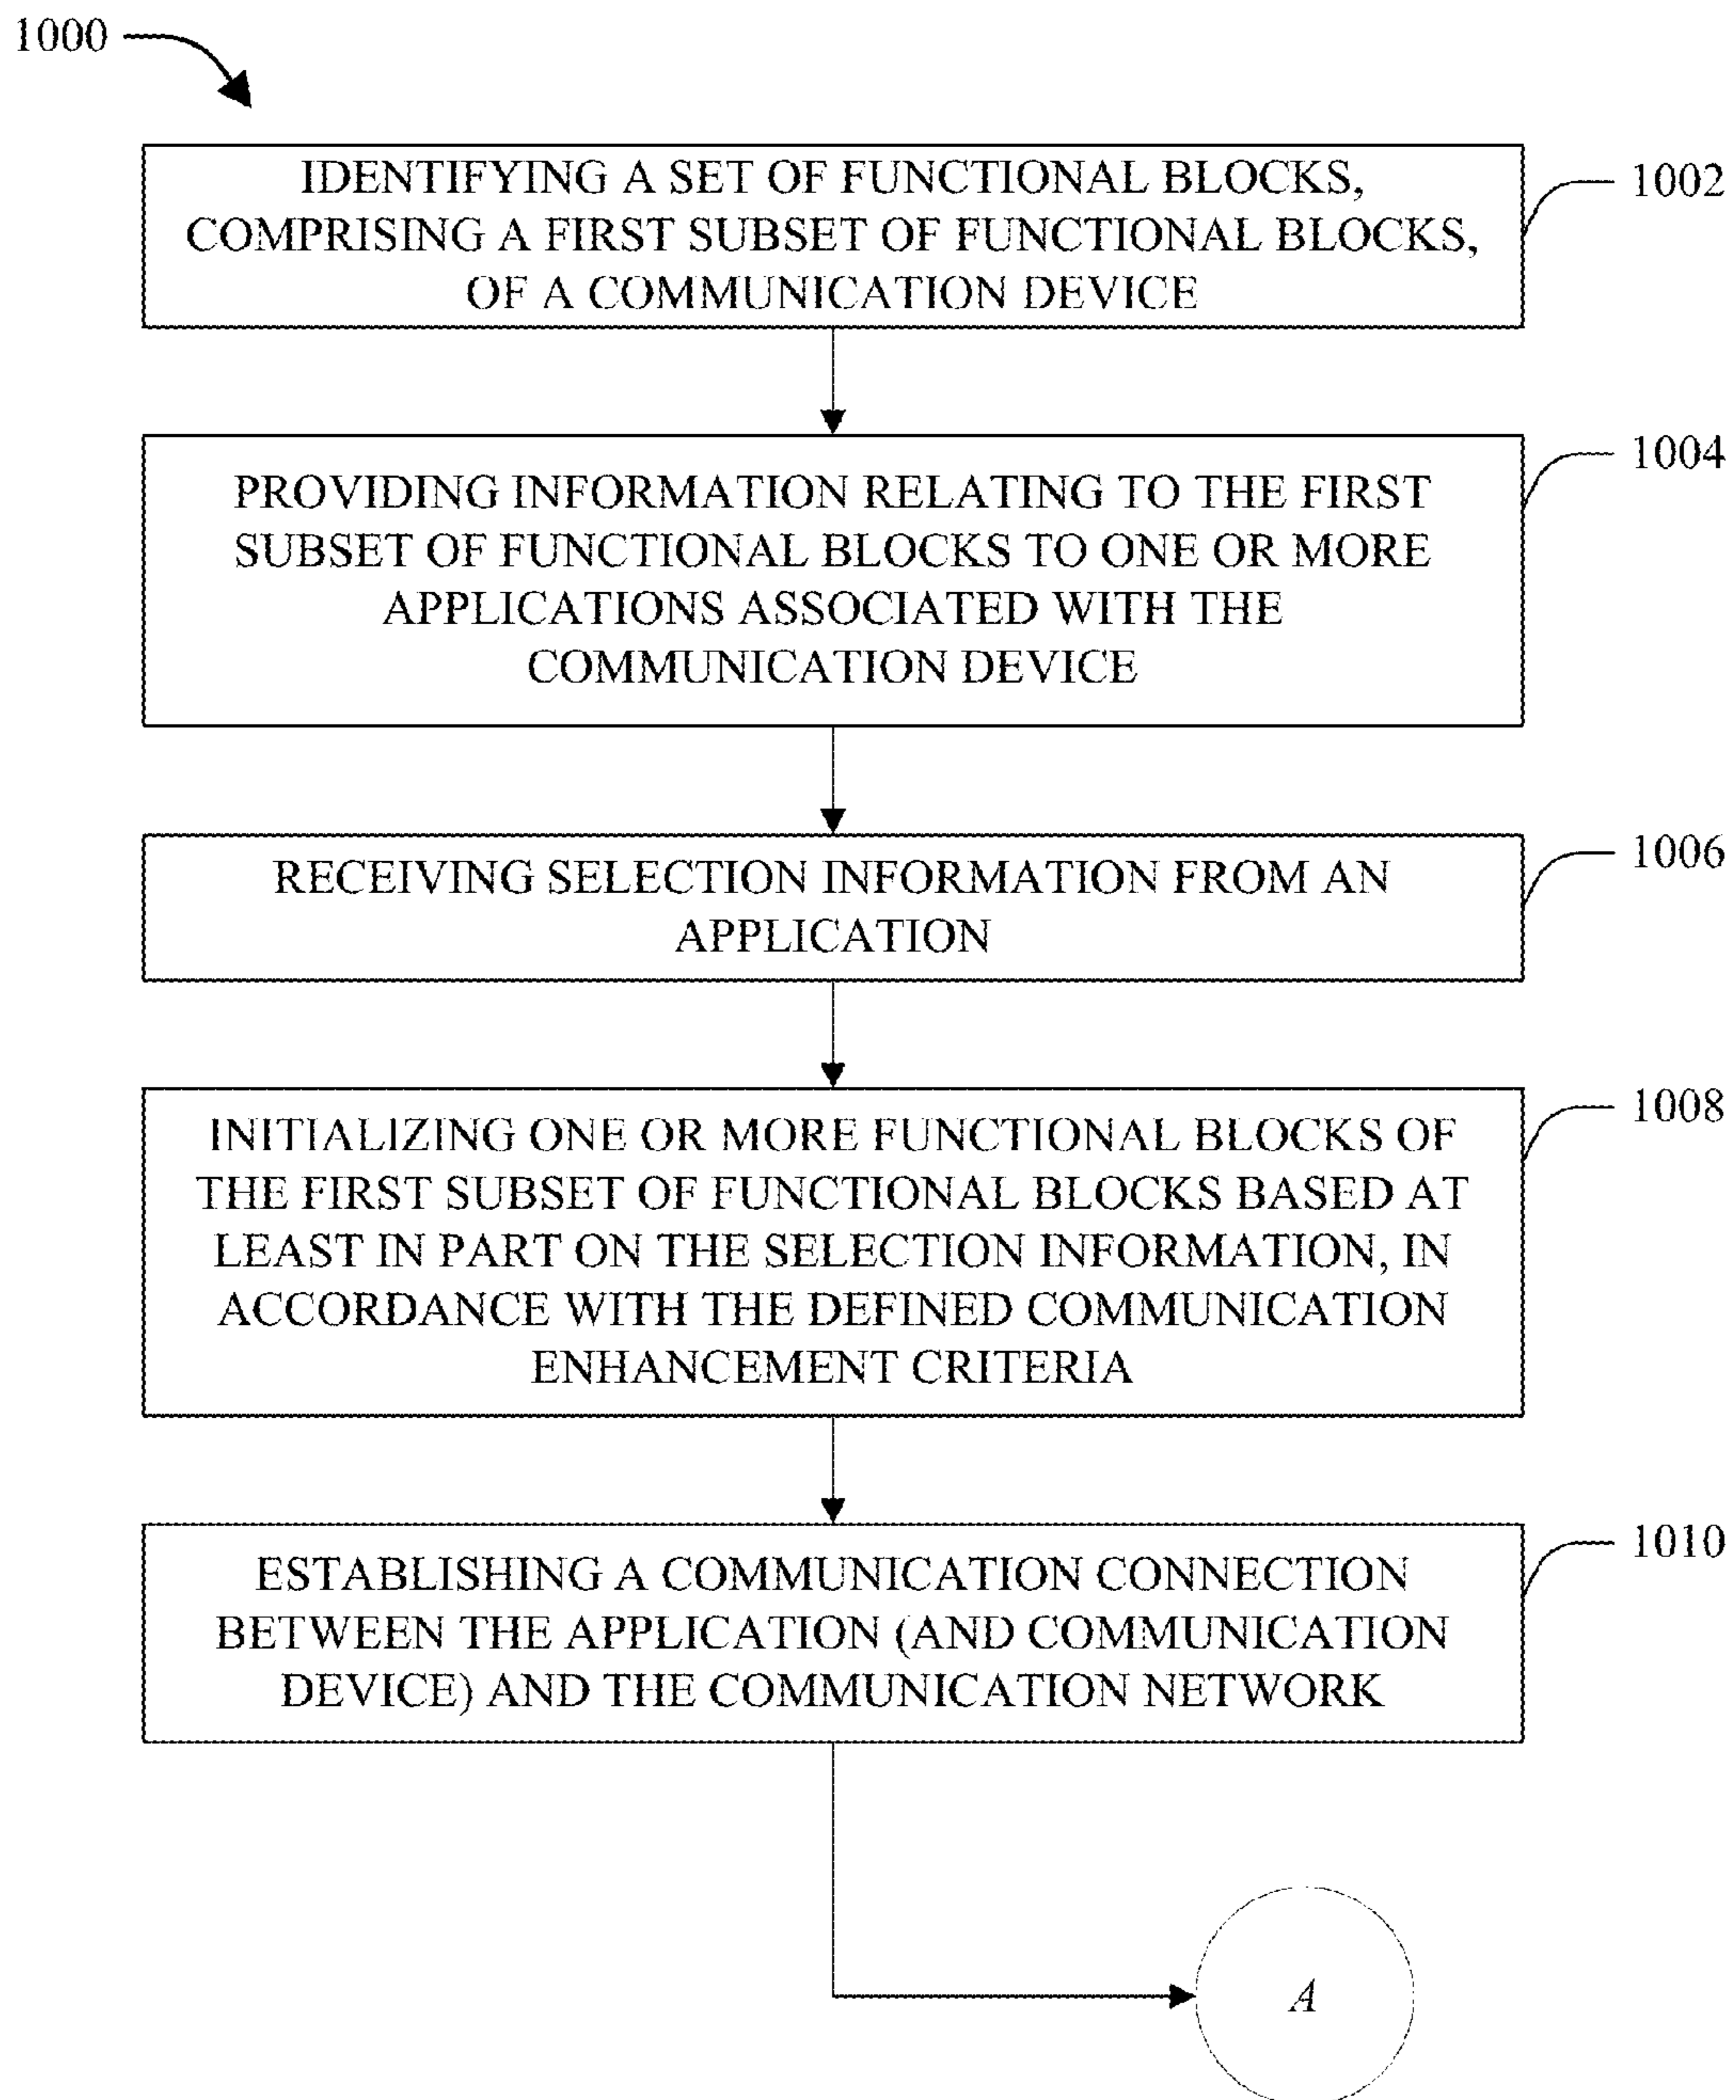 1000
IDENTIFYING A SET OF FUNCTIONAL BLOCKS,
COMPRISING A FIRST SUBSET OF FUNCTIONAL BLOCKS,
OF A COMMUNICATION DEVICE
1002
PROVIDING INFORMATION RELATING TO THE FIRST
SUBSET OF FUNCTIONAL BLOCKS TO ONE OR MORE
APPLICATIONS ASSOCIATED WITH THE
COMMUNICATION DEVICE
1004
RECEIVING SELECTION INFORMATION FROM AN
APPLICATION
1006
INITIALIZING ONE OR MORE FUNCTIONAL BLOCKS OF
THE FIRST SUBSET OF FUNCTIONAL BLOCKS BASED AT
LEAST IN PART ON THE SELECTION INFORMATION, IN
ACCORDANCE WITH THE DEFINED COMMUNICATION
ENHANCEMENT CRITERIA
1008
ESTABLISHING A COMMUNICATION CONNECTION
BETWEEN THE APPLICATION (AND COMMUNICATION
DEVICE) AND THE COMMUNICATION NETWORK
1010
A